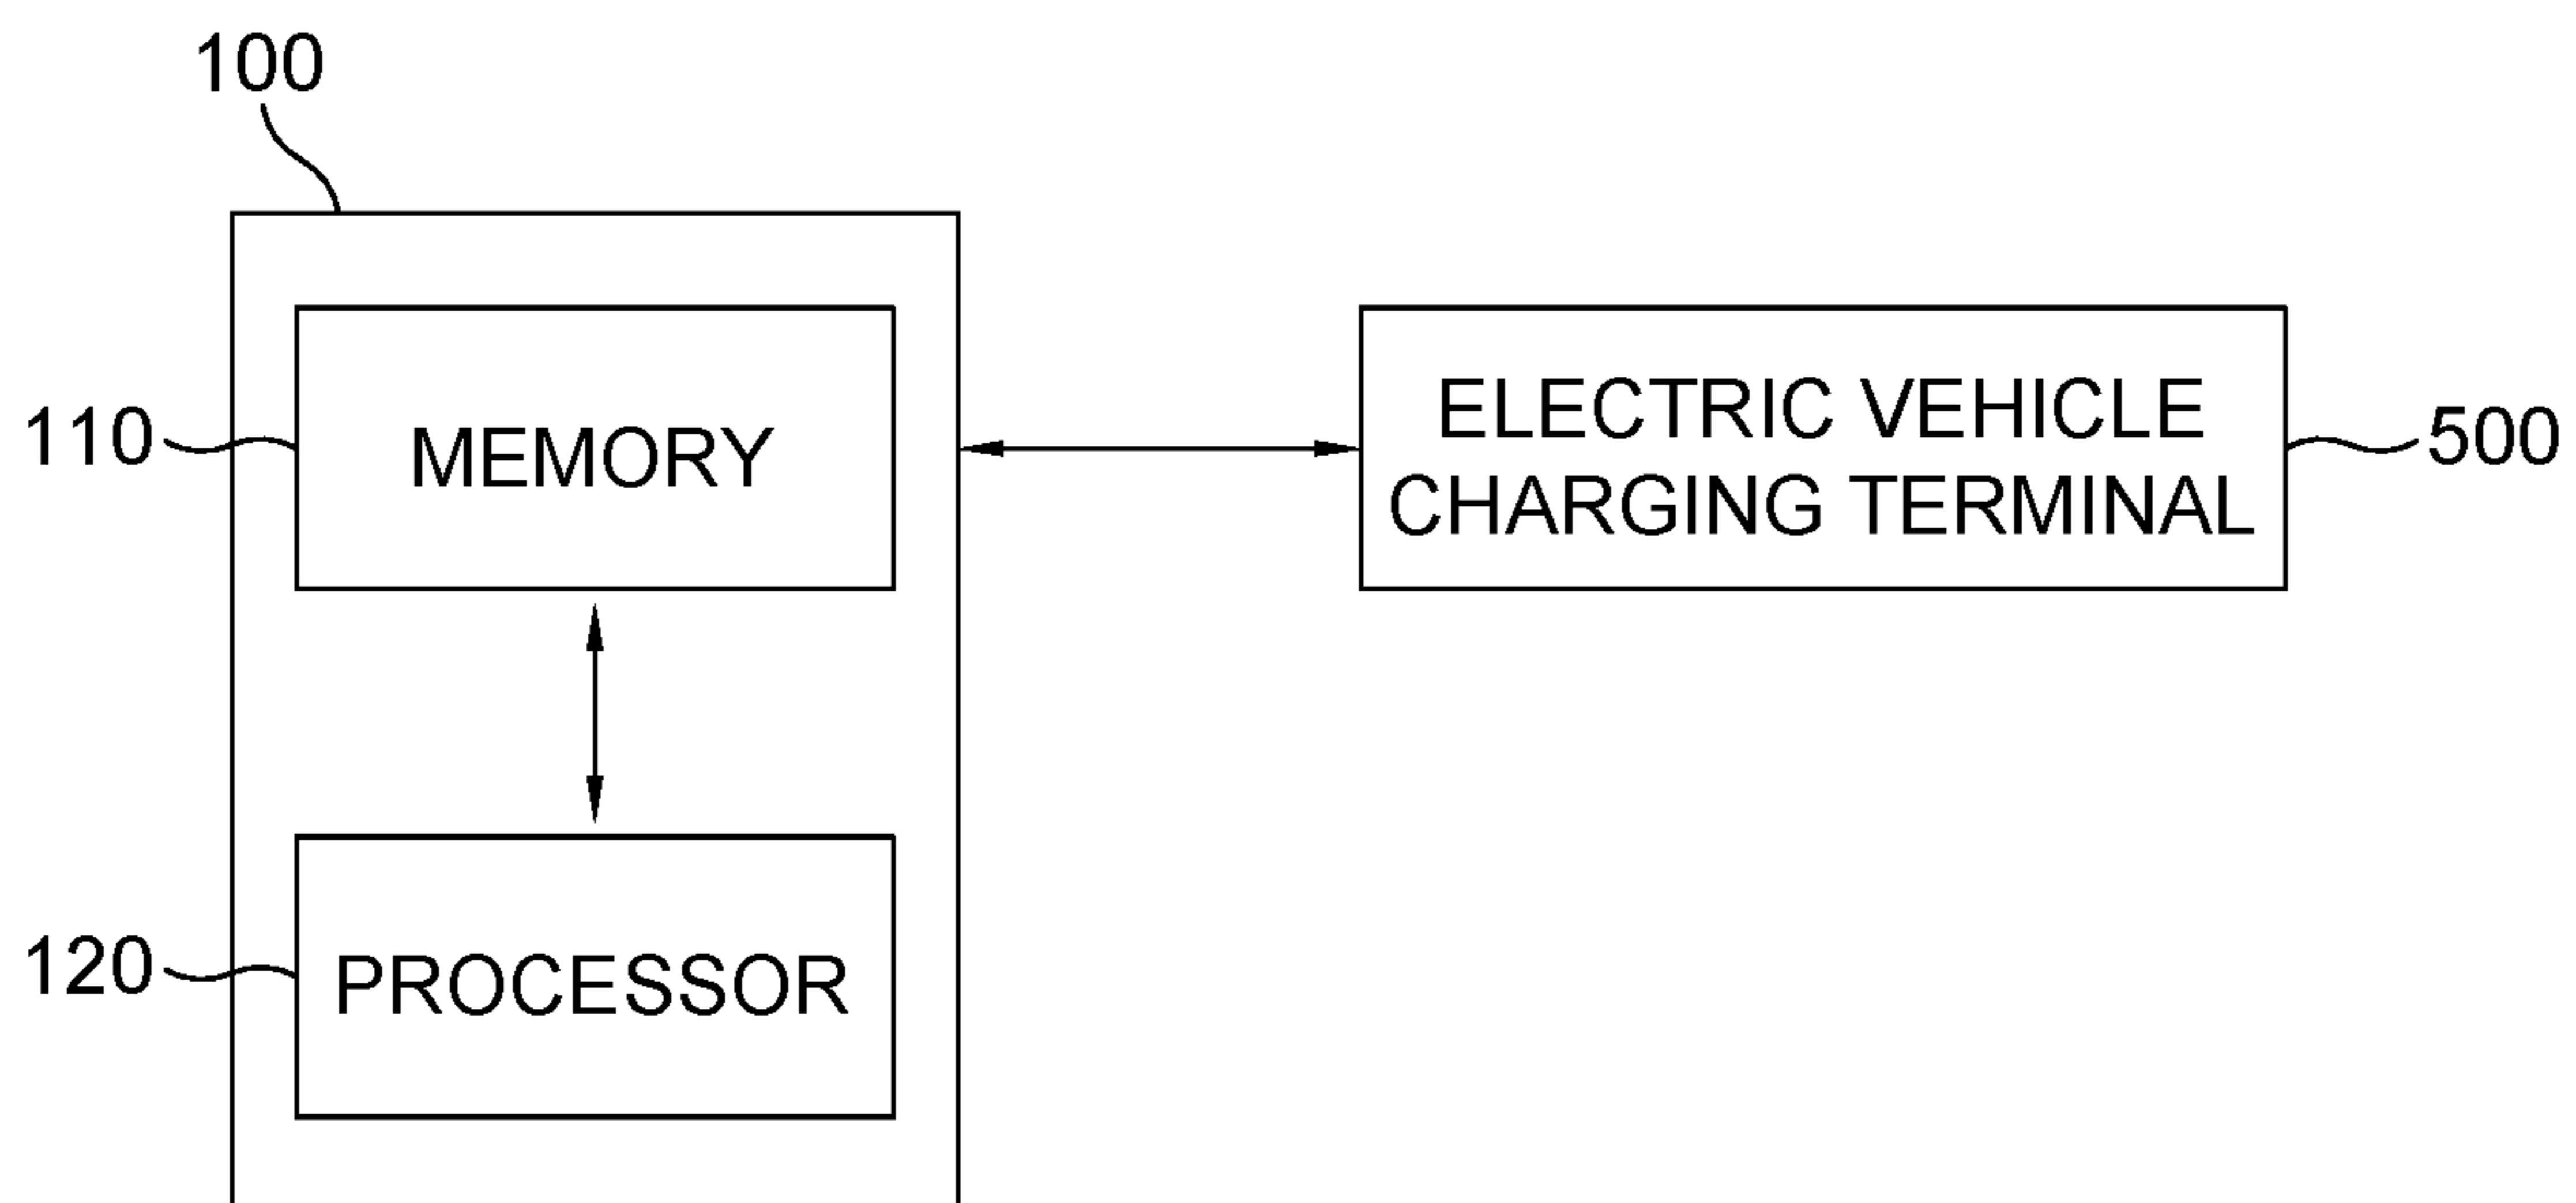 100
110
MEMORY
ELECTRIC VEHICLE
CHARGING TERMINAL
500
120
PROCESSOR